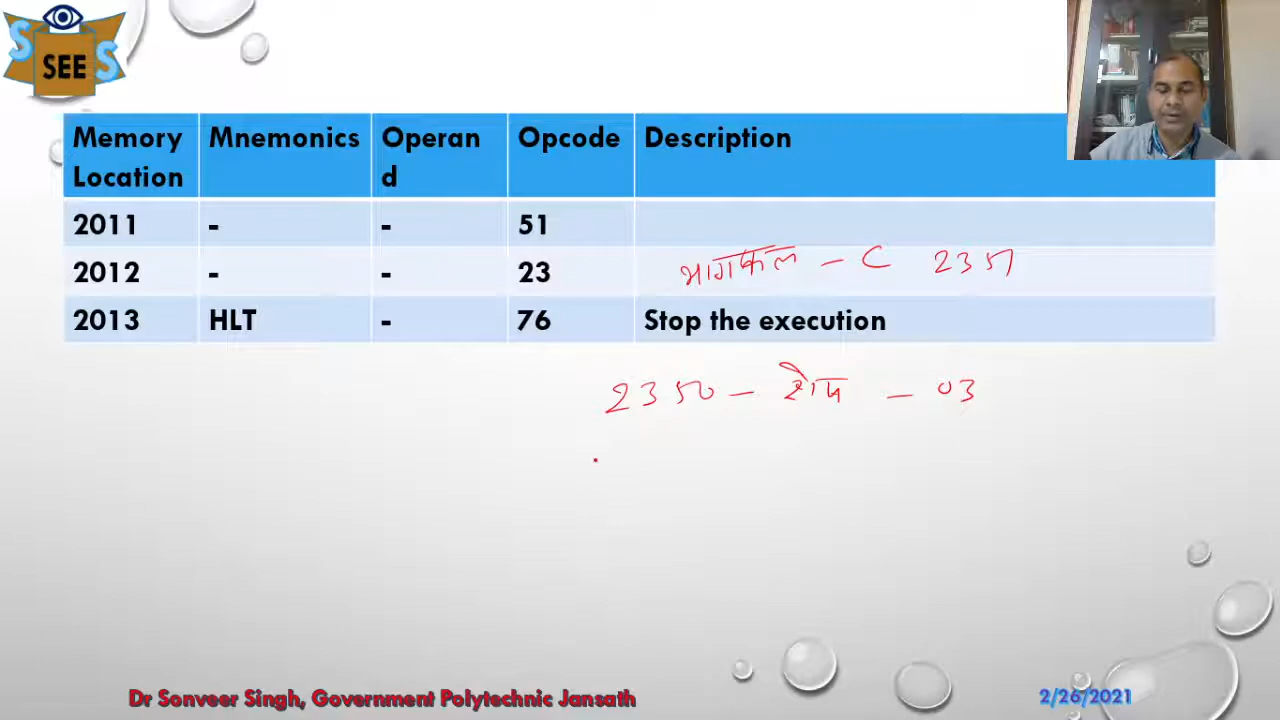 S SEE S
Memory Location Mnemonics Operand Opcode Description
2011 - - 51
2012 - - 23 भागफल - C 2351
2013 HLT - 76 Stop the execution
2350 - शेष - 03
Dr Sonveer Singh, Government Polytechnic Jansath 2/26/2021